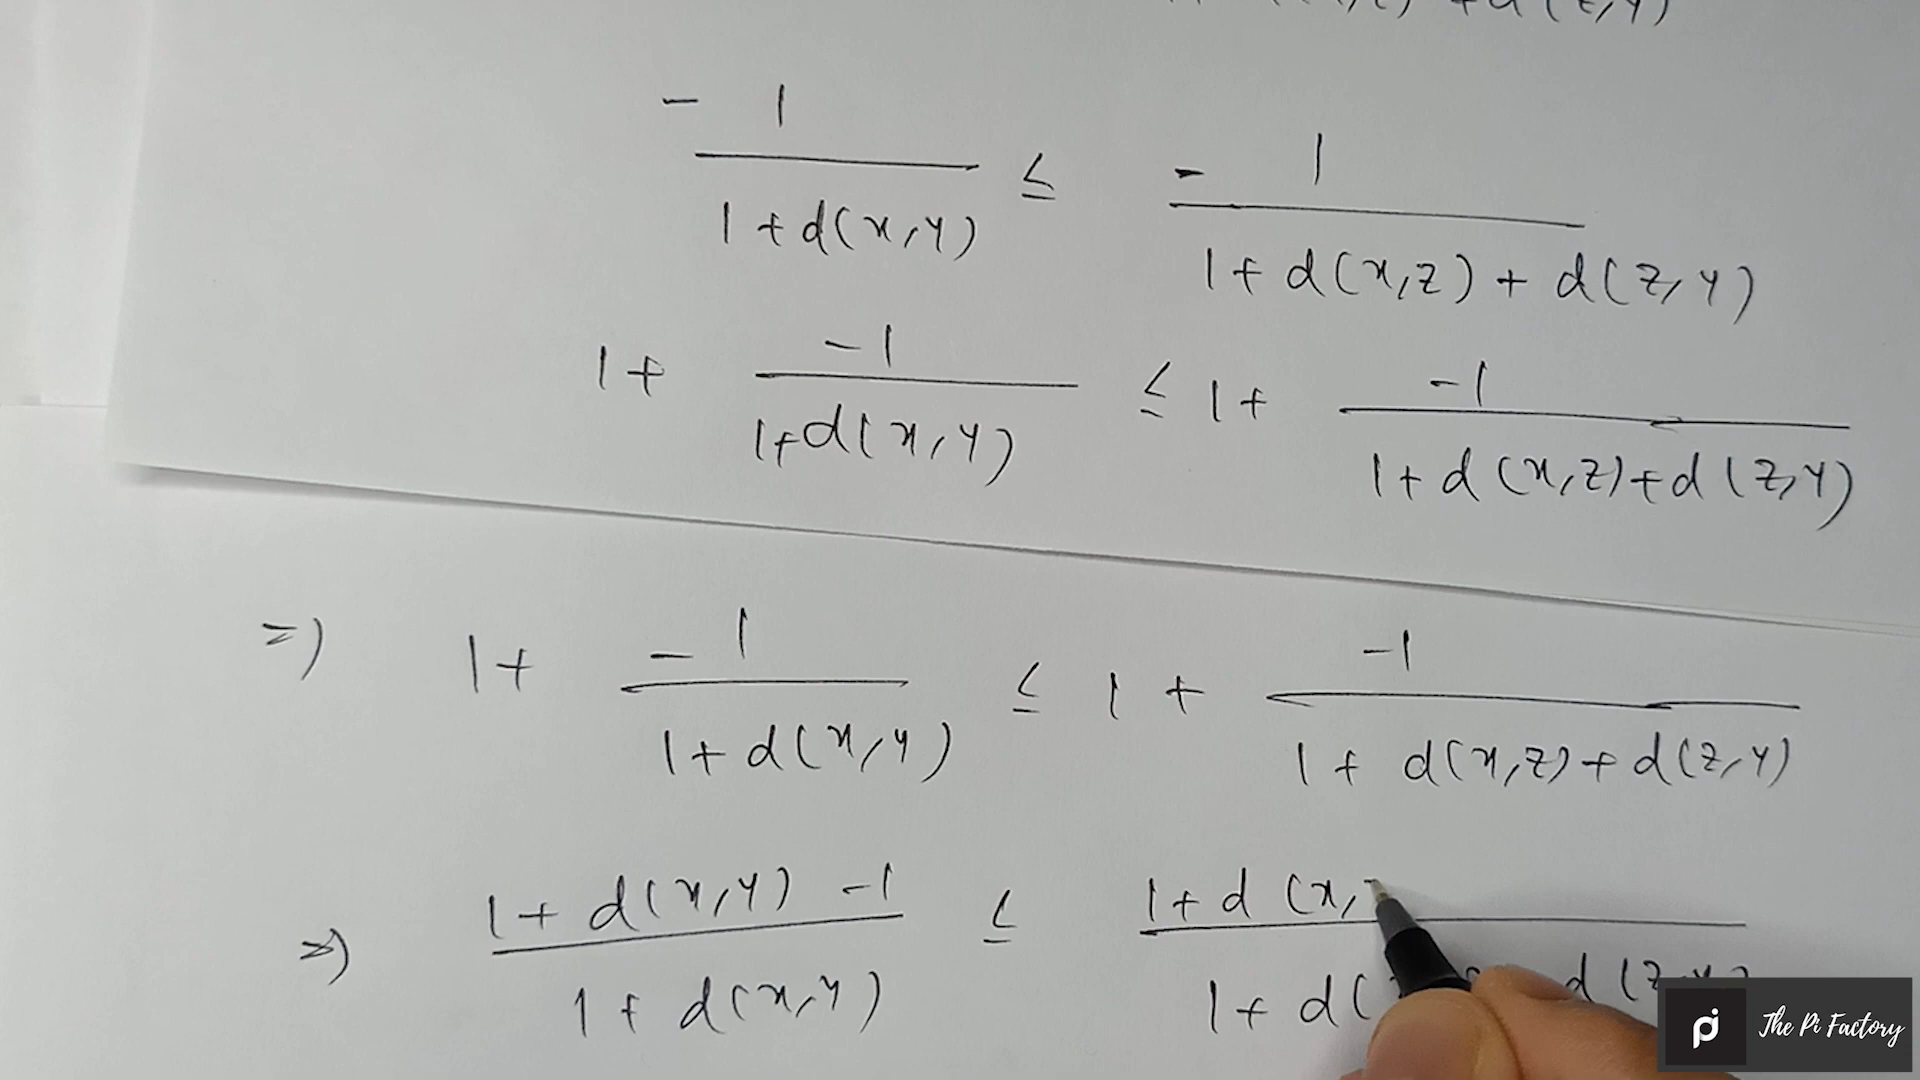 + d(z,y)
- 1 / 1+d(x,y) ≤ - 1 / 1+d(x,z)+d(z,y)
1+ -1 / 1+d(x,y) ≤ 1+ -1 / 1+d(x,z)+d(z,y)
=) 1+ -1 / 1+d(x,y) ≤ 1+ -1 / 1+d(x,z)+d(z,y)
=) 1+d(x,y)-1 / 1+d(x,y) ≤ 1+d(x, / 1+d( d(z,y)
pi The Pi Factory